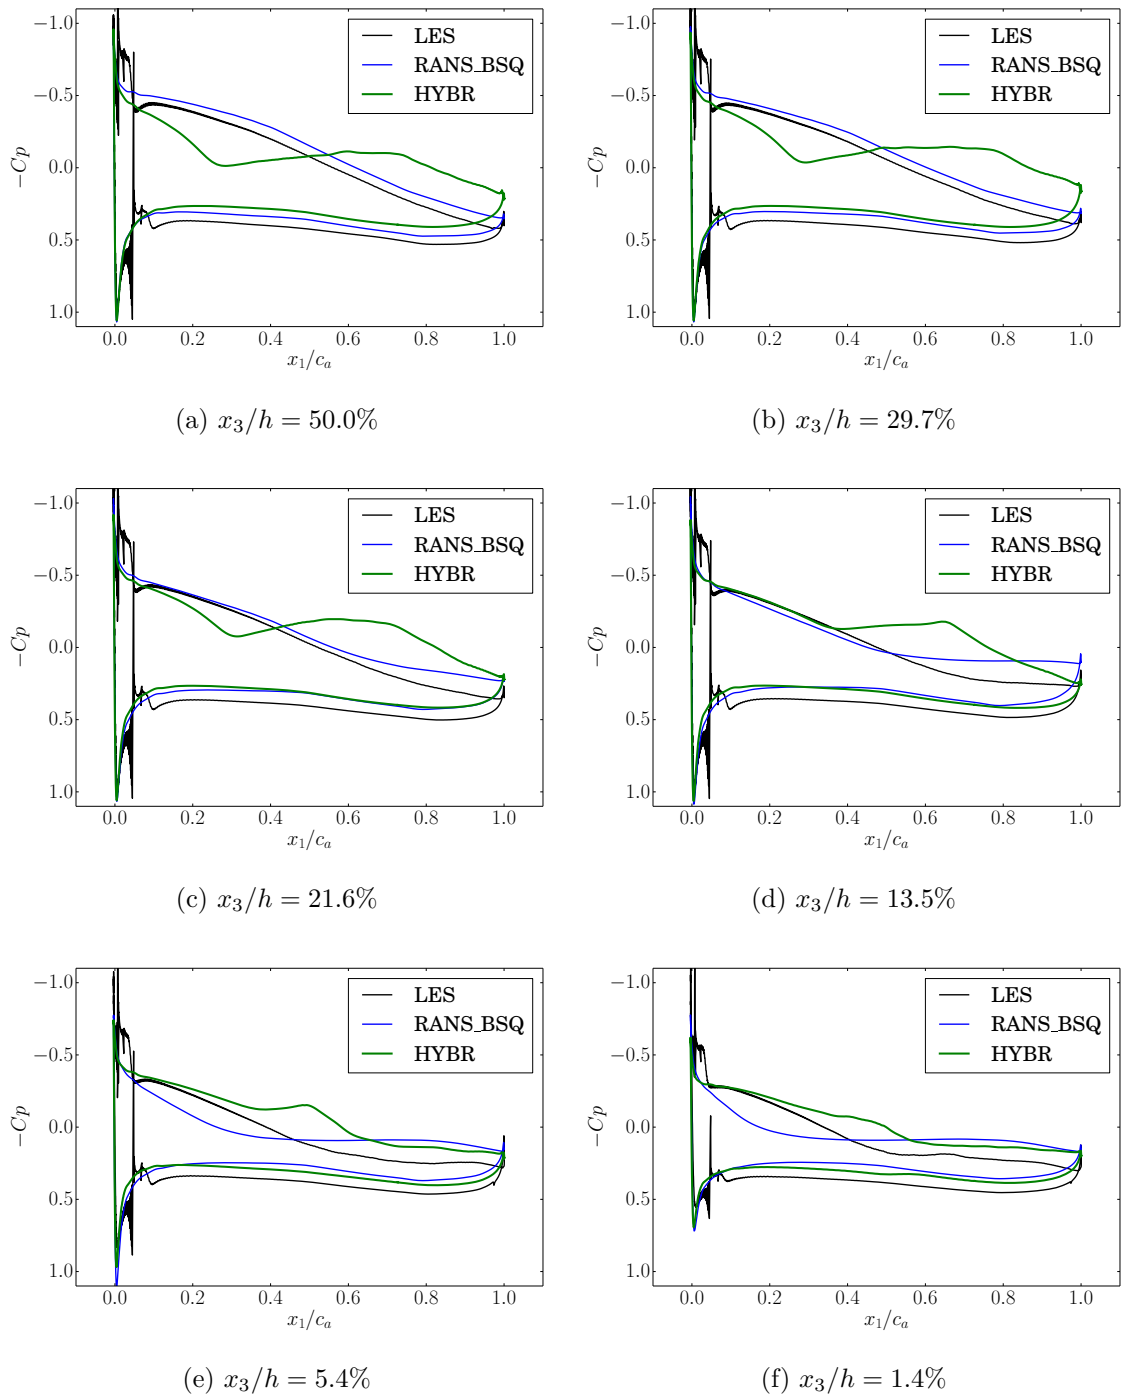 −1.0
−0.5
0.0
0.5
1.0
−Cp
0.0 0.2 0.4 0.6 0.8 1.0
x₁/cₐ
LES
RANS_BSQ
HYBR
(a) x₃/h = 50.0%
−1.0
−0.5
0.0
0.5
1.0
−Cp
0.0 0.2 0.4 0.6 0.8 1.0
x₁/cₐ
LES
RANS_BSQ
HYBR
(b) x₃/h = 29.7%
−1.0
−0.5
0.0
0.5
1.0
−Cp
0.0 0.2 0.4 0.6 0.8 1.0
x₁/cₐ
LES
RANS_BSQ
HYBR
(c) x₃/h = 21.6%
−1.0
−0.5
0.0
0.5
1.0
−Cp
0.0 0.2 0.4 0.6 0.8 1.0
x₁/cₐ
LES
RANS_BSQ
HYBR
(d) x₃/h = 13.5%
−1.0
−0.5
0.0
0.5
1.0
−Cp
0.0 0.2 0.4 0.6 0.8 1.0
x₁/cₐ
LES
RANS_BSQ
HYBR
(e) x₃/h = 5.4%
−1.0
−0.5
0.0
0.5
1.0
−Cp
0.0 0.2 0.4 0.6 0.8 1.0
x₁/cₐ
LES
RANS_BSQ
HYBR
(f) x₃/h = 1.4%